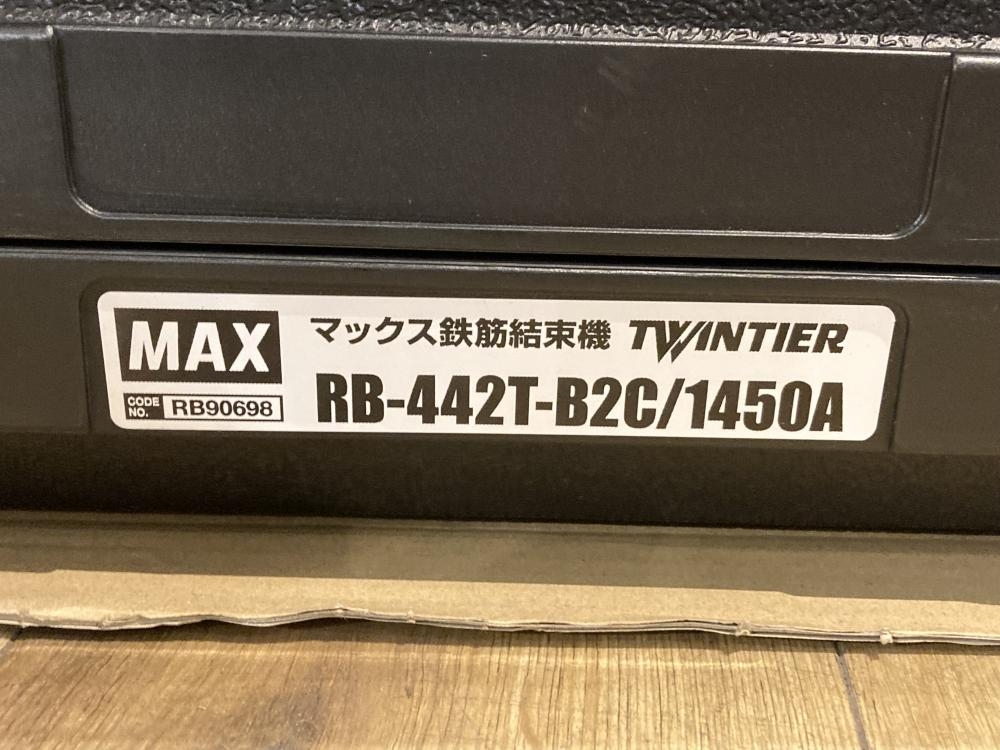 MAX
CODE NO. RB90698
マックス鉄筋結束機 TWINTIER
RB-442T-B2C/1450A